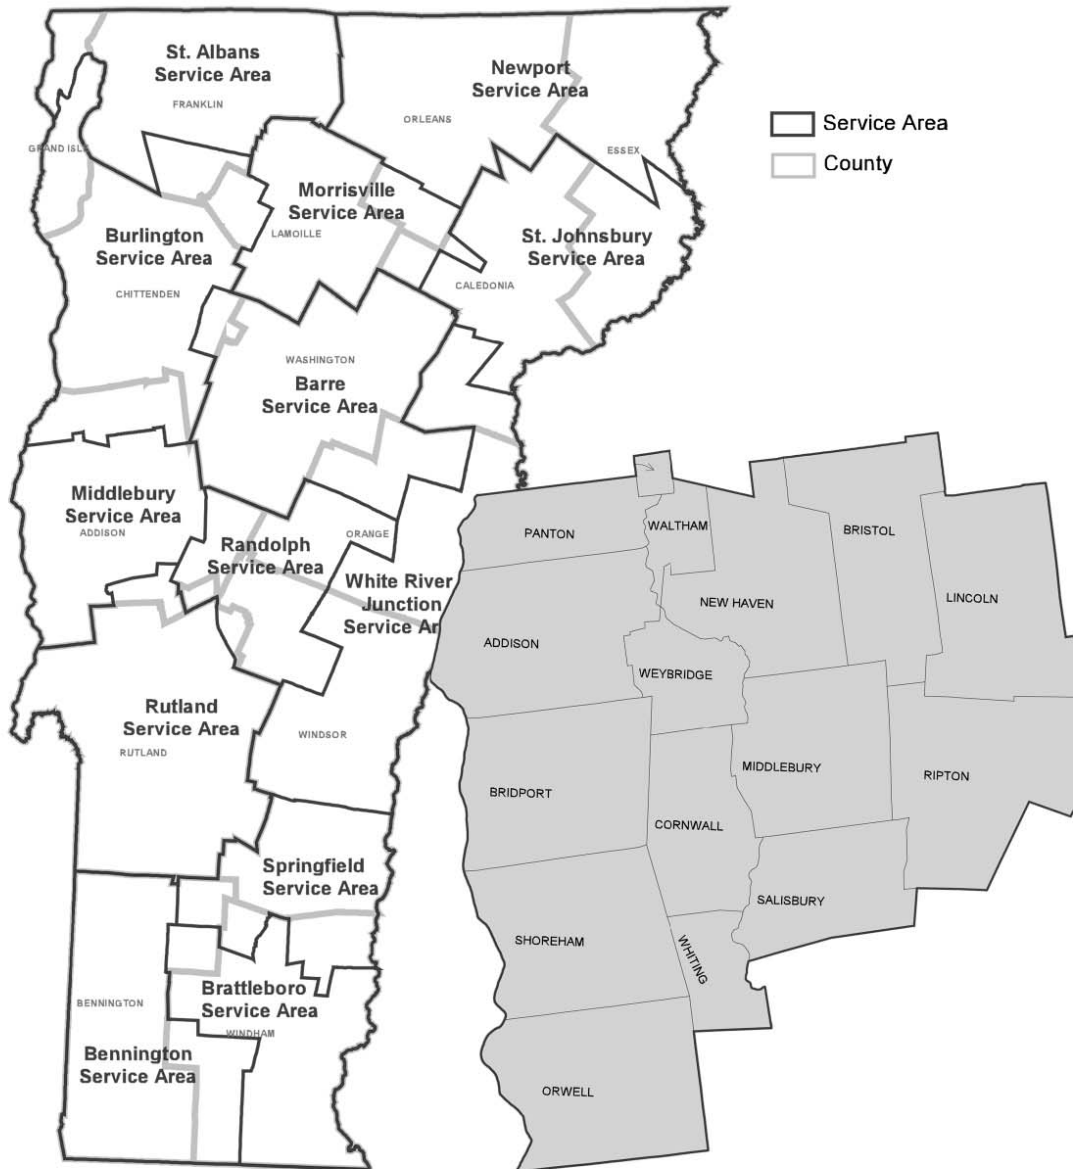 St. Albans
Service Area
FRANKLIN
Newport
Service Area
ORLEANS
Service Area
County
GRAND ISLE
ESSEX
Morrisville
Service Area
LAMOILLE
Burlington
Service Area
CHITTENDEN
St. Johnsbury
Service Area
CALEDONIA
WASHINGTON
Barre
Service Area
Middlebury
Service Area
ADDISON
Randolph
Service Area
ORANGE
White River
Junction
Service Ar
Rutland
Service Area
RUTLAND
WINDSOR
Springfield
Service Area
BENNINGTON
Brattleboro
Service Area
WINDHAM
Bennington
Service Area
PANTON
WALTHAM
BRISTOL
NEW HAVEN
LINCOLN
ADDISON
WEYBRIDGE
MIDDLEBURY
RIPTON
BRIDPORT
CORNWALL
SALISBURY
SHOREHAM
WHITING
ORWELL